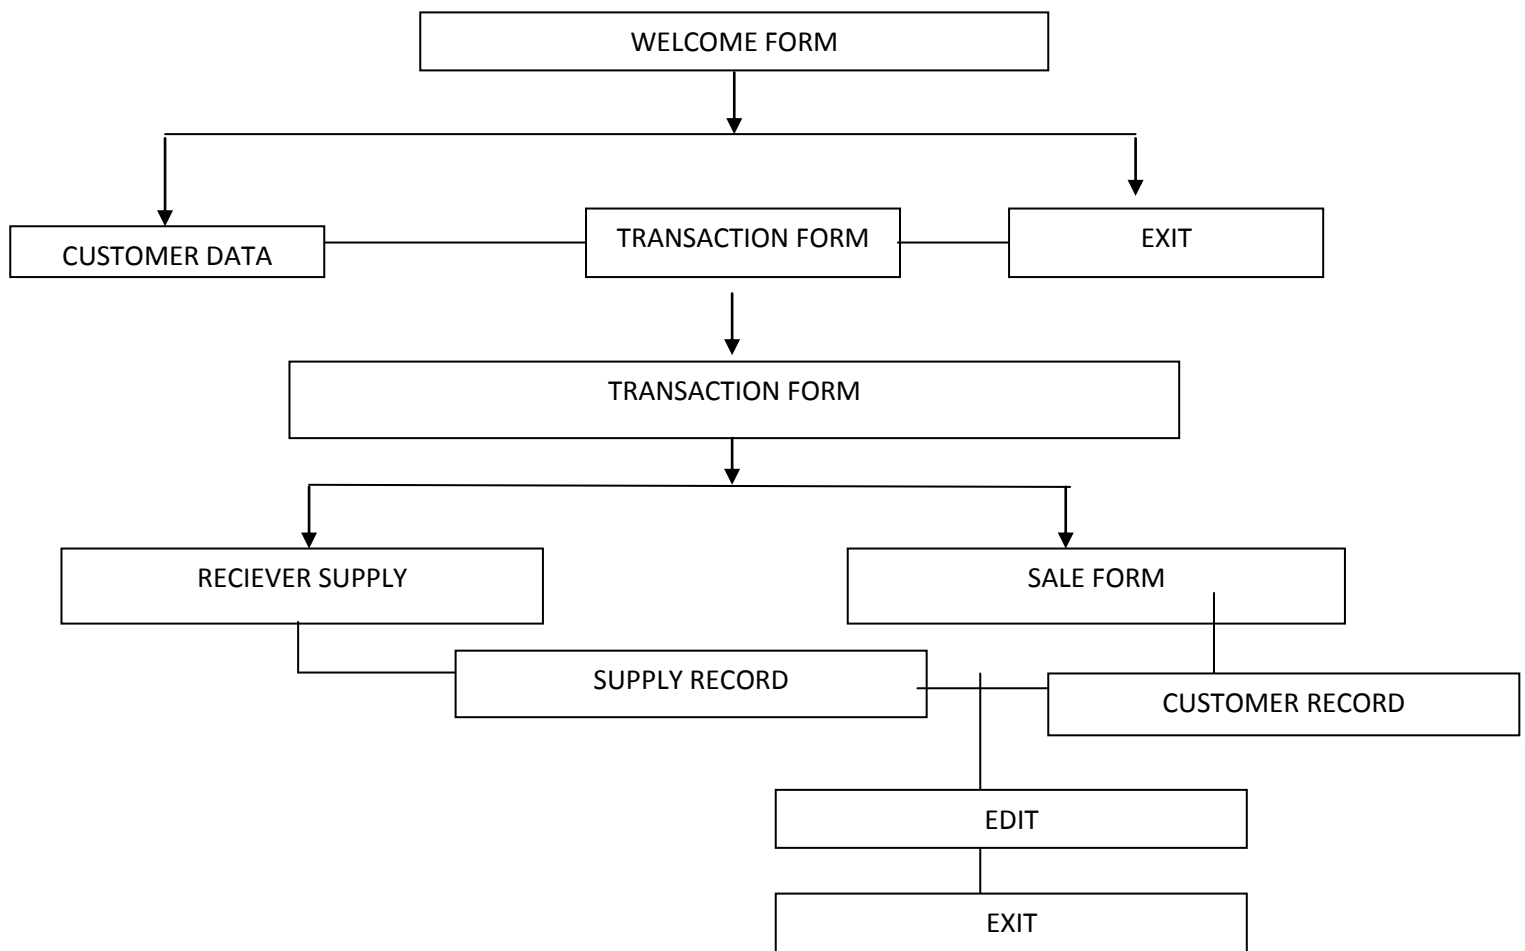 WELCOME FORM
CUSTOMER DATA
TRANSACTION FORM
EXIT
TRANSACTION FORM
RECIEVER SUPPLY
SALE FORM
SUPPLY RECORD
CUSTOMER RECORD
EDIT
EXIT